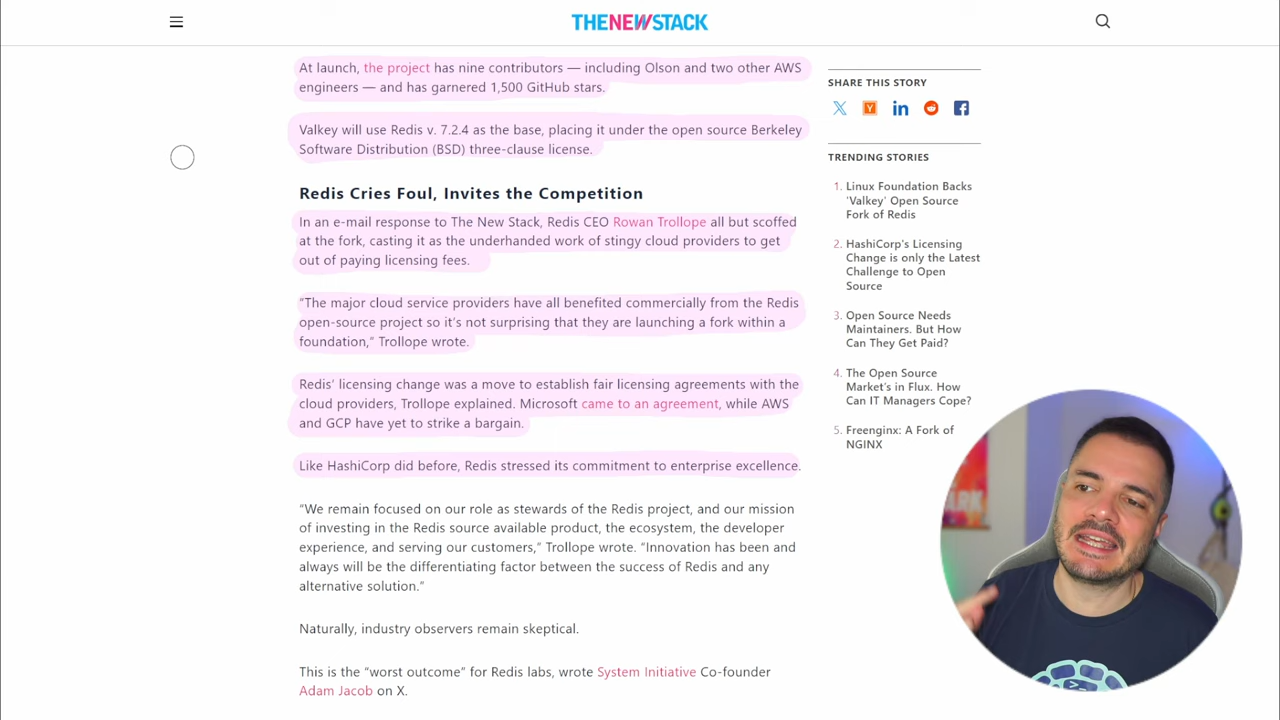 THENEWSTACK
At launch, the project has nine contributors — including Olson and two other AWS
engineers — and has garnered 1,500 GitHub stars.
Valkey will use Redis v. 7.2.4 as the base, placing it under the open source Berkeley
Software Distribution (BSD) three-clause license.
Redis Cries Foul, Invites the Competition
In an e-mail response to The New Stack, Redis CEO Rowan Trollope all but scoffed
at the fork, casting it as the underhanded work of stingy cloud providers to get
out of paying licensing fees.
“The major cloud service providers have all benefited commercially from the Redis
open-source project so it’s not surprising that they are launching a fork within a
foundation,” Trollope wrote.
Redis’ licensing change was a move to establish fair licensing agreements with the
cloud providers, Trollope explained. Microsoft came to an agreement, while AWS
and GCP have yet to strike a bargain.
Like HashiCorp did before, Redis stressed its commitment to enterprise excellence.
“We remain focused on our role as stewards of the Redis project, and our mission
of investing in the Redis source available product, the ecosystem, the developer
experience, and serving our customers,” Trollope wrote. “Innovation has been and
always will be the differentiating factor between the success of Redis and any
alternative solution.”
Naturally, industry observers remain skeptical.
This is the “worst outcome” for Redis labs, wrote System Initiative Co-founder
Adam Jacob on X.
SHARE THIS STORY
TRENDING STORIES
1. Linux Foundation Backs
'Valkey' Open Source
Fork of Redis
2. HashiCorp's Licensing
Change is only the Latest
Challenge to Open
Source
3. Open Source Needs
Maintainers. But How
Can They Get Paid?
4. The Open Source
Market's in Flux. How
Can IT Managers Cope?
5. Freenginx: A Fork of
NGINX